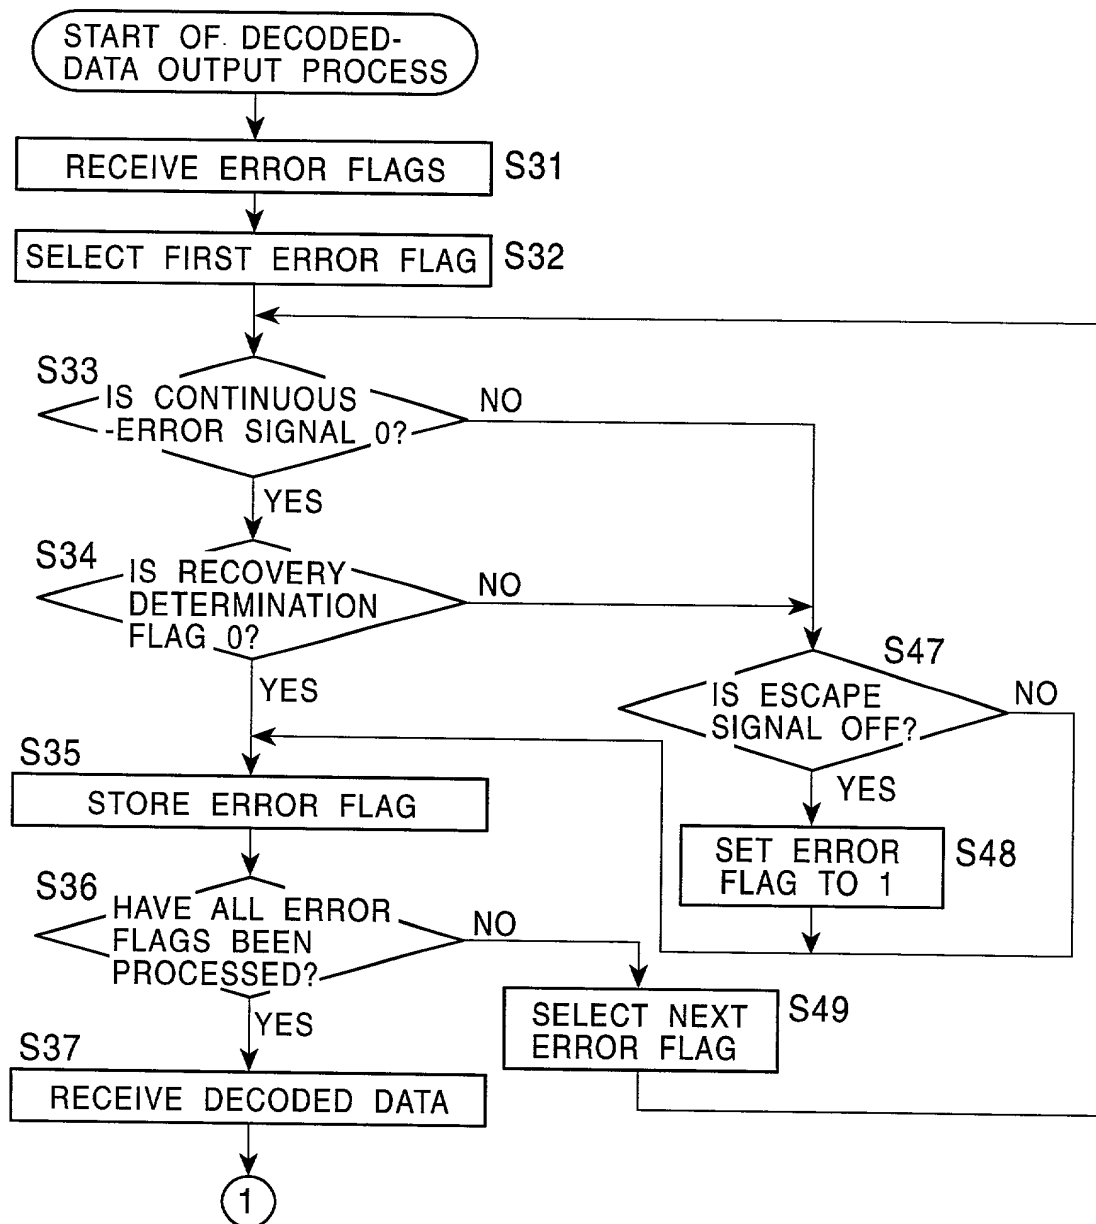 START OF DECODED-
DATA OUTPUT PROCESS
RECEIVE ERROR FLAGS
S31
SELECT FIRST ERROR FLAG
S32
S33
IS CONTINUOUS
-ERROR SIGNAL 0?
NO
YES
S34
IS RECOVERY
DETERMINATION
FLAG 0?
NO
YES
S47
IS ESCAPE
SIGNAL OFF?
NO
YES
S35
STORE ERROR FLAG
SET ERROR
FLAG TO 1
S48
S36
HAVE ALL ERROR
FLAGS BEEN
PROCESSED?
NO
YES
SELECT NEXT
ERROR FLAG
S49
S37
RECEIVE DECODED DATA
1